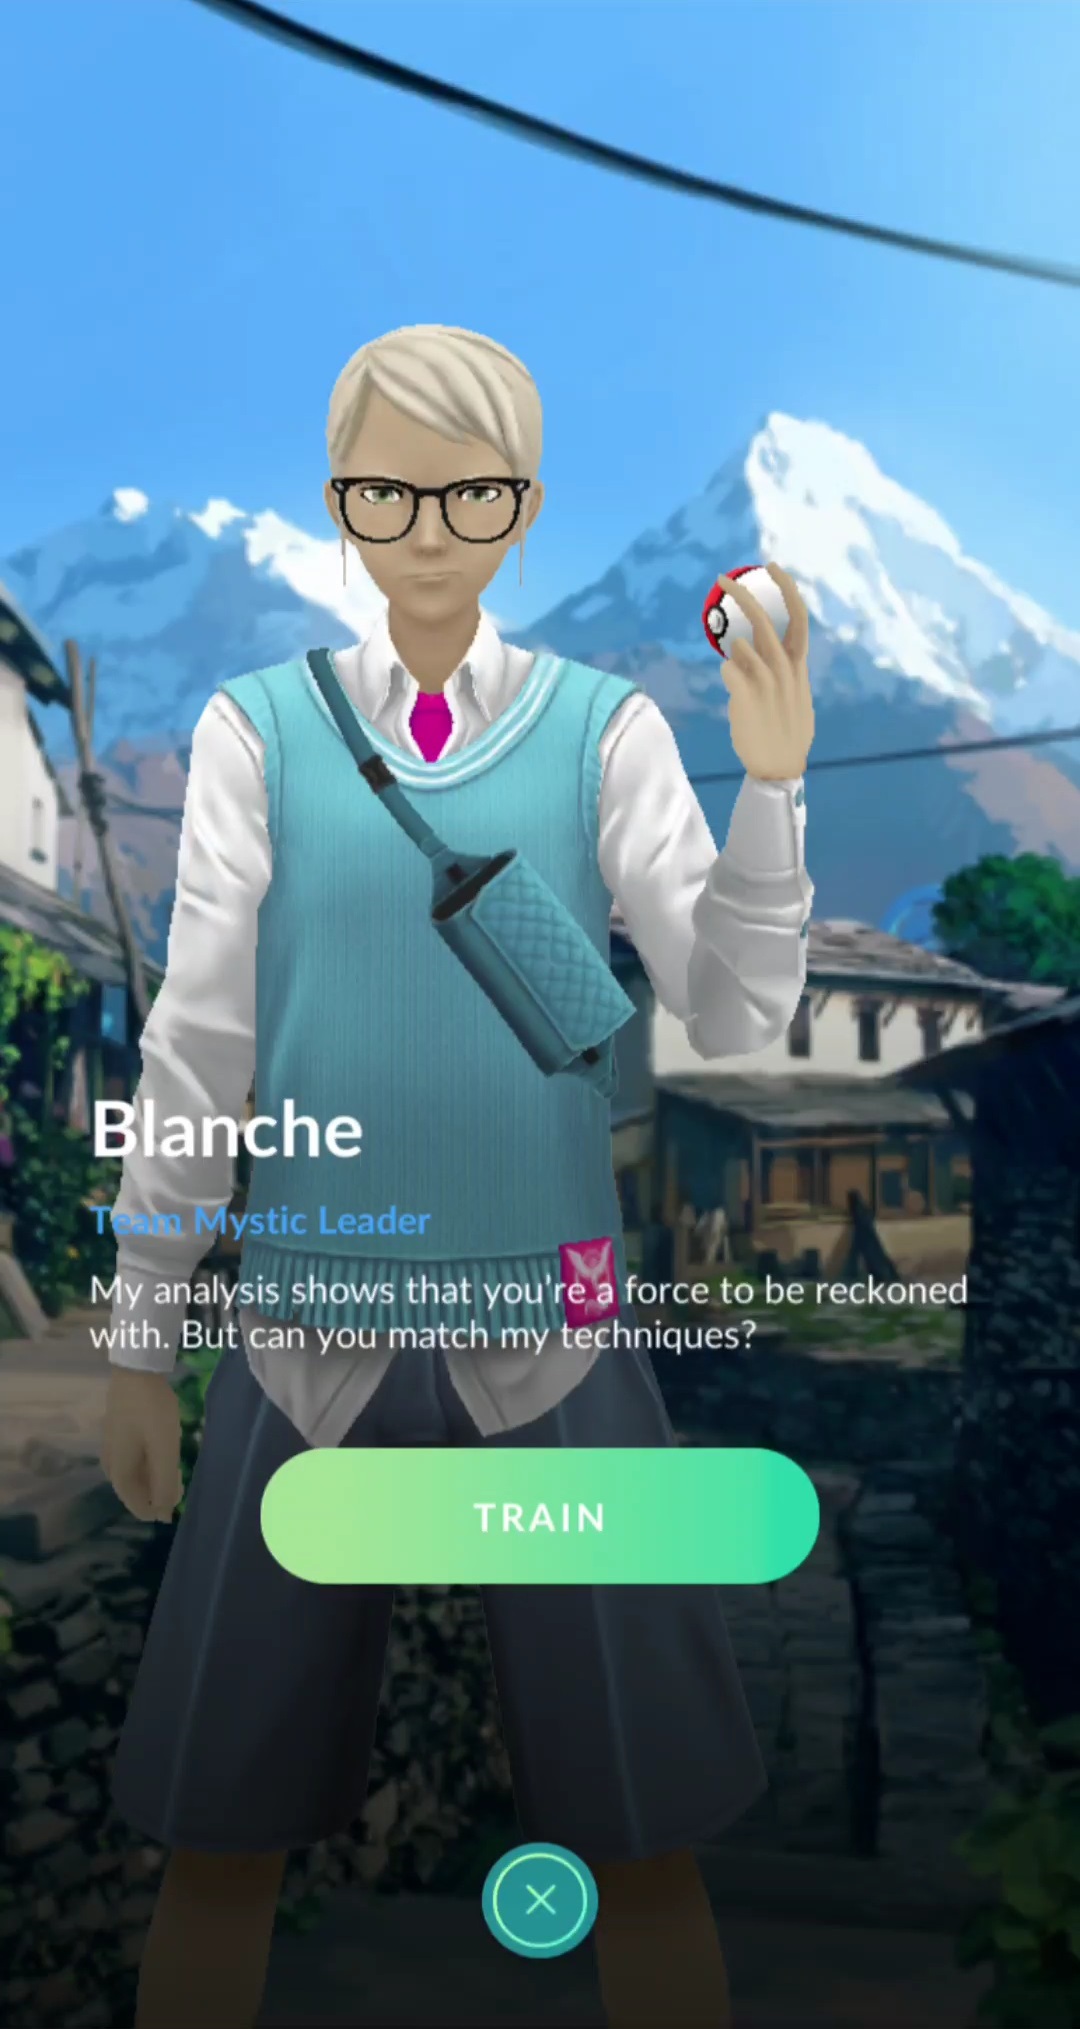 Blanche
Team Mystic Leader
My analysis shows that you're a force to be reckoned
with. But can you match my techniques?
TRAIN